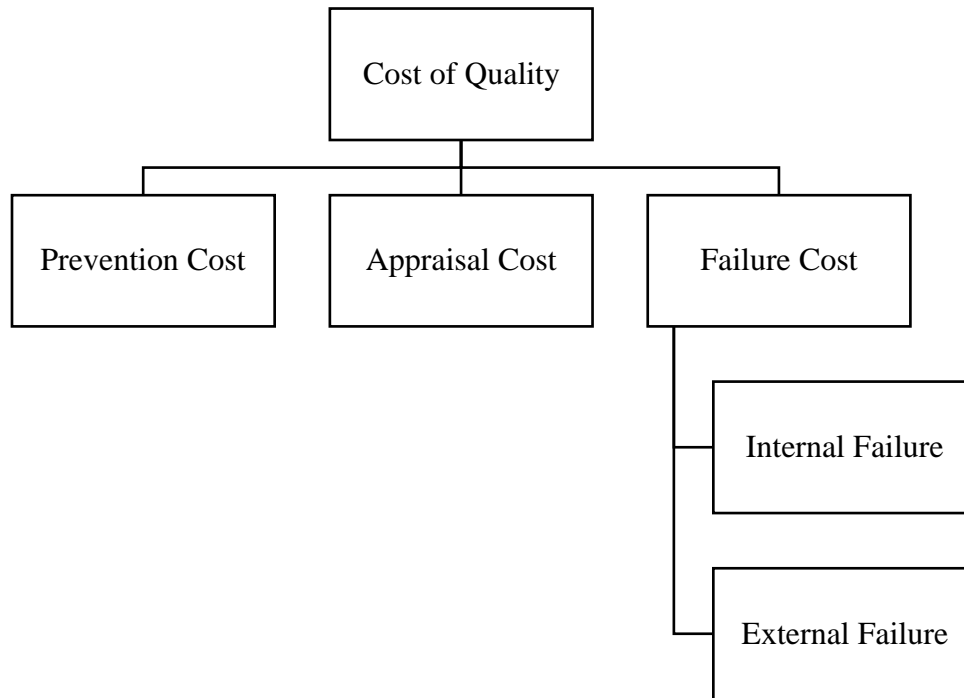 Cost of Quality
Prevention Cost
Appraisal Cost
Failure Cost
Internal Failure
External Failure